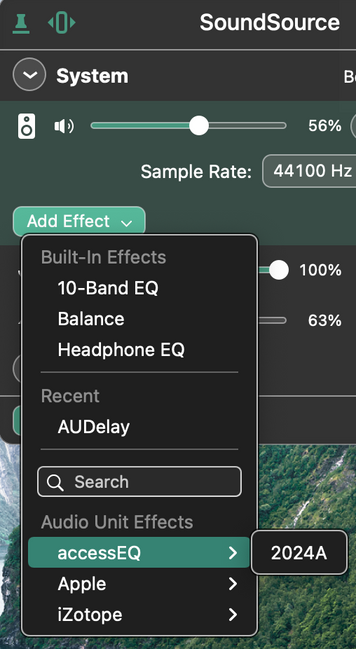 SoundSource
System
56%
Sample Rate: 44100 Hz
Add Effect
Built-In Effects
10-Band EQ
100%
Balance
63%
Headphone EQ
Recent
AUDelay
Search
Audio Unit Effects
accessEQ
2024A
Apple
iZotope